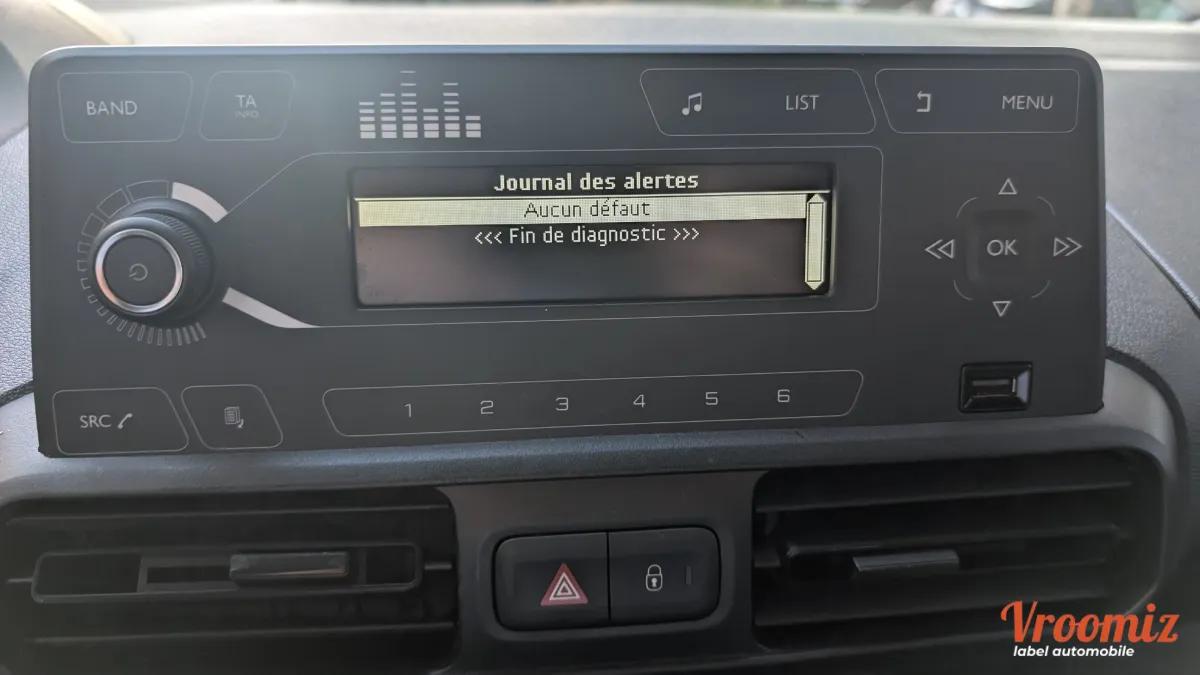 BAND
TA
INFO
LIST
MENU
Journal des alertes
Aucun défaut
<<< Fin de diagnostic >>>
OK
SRC
1 2 3 4 5 6
Vroomiz
label automobile